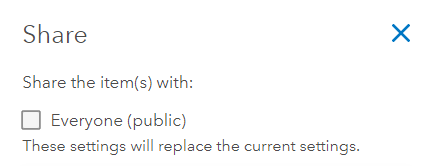 Share
Share the item(s) with:
Everyone (public)
These settings will replace the current settings.